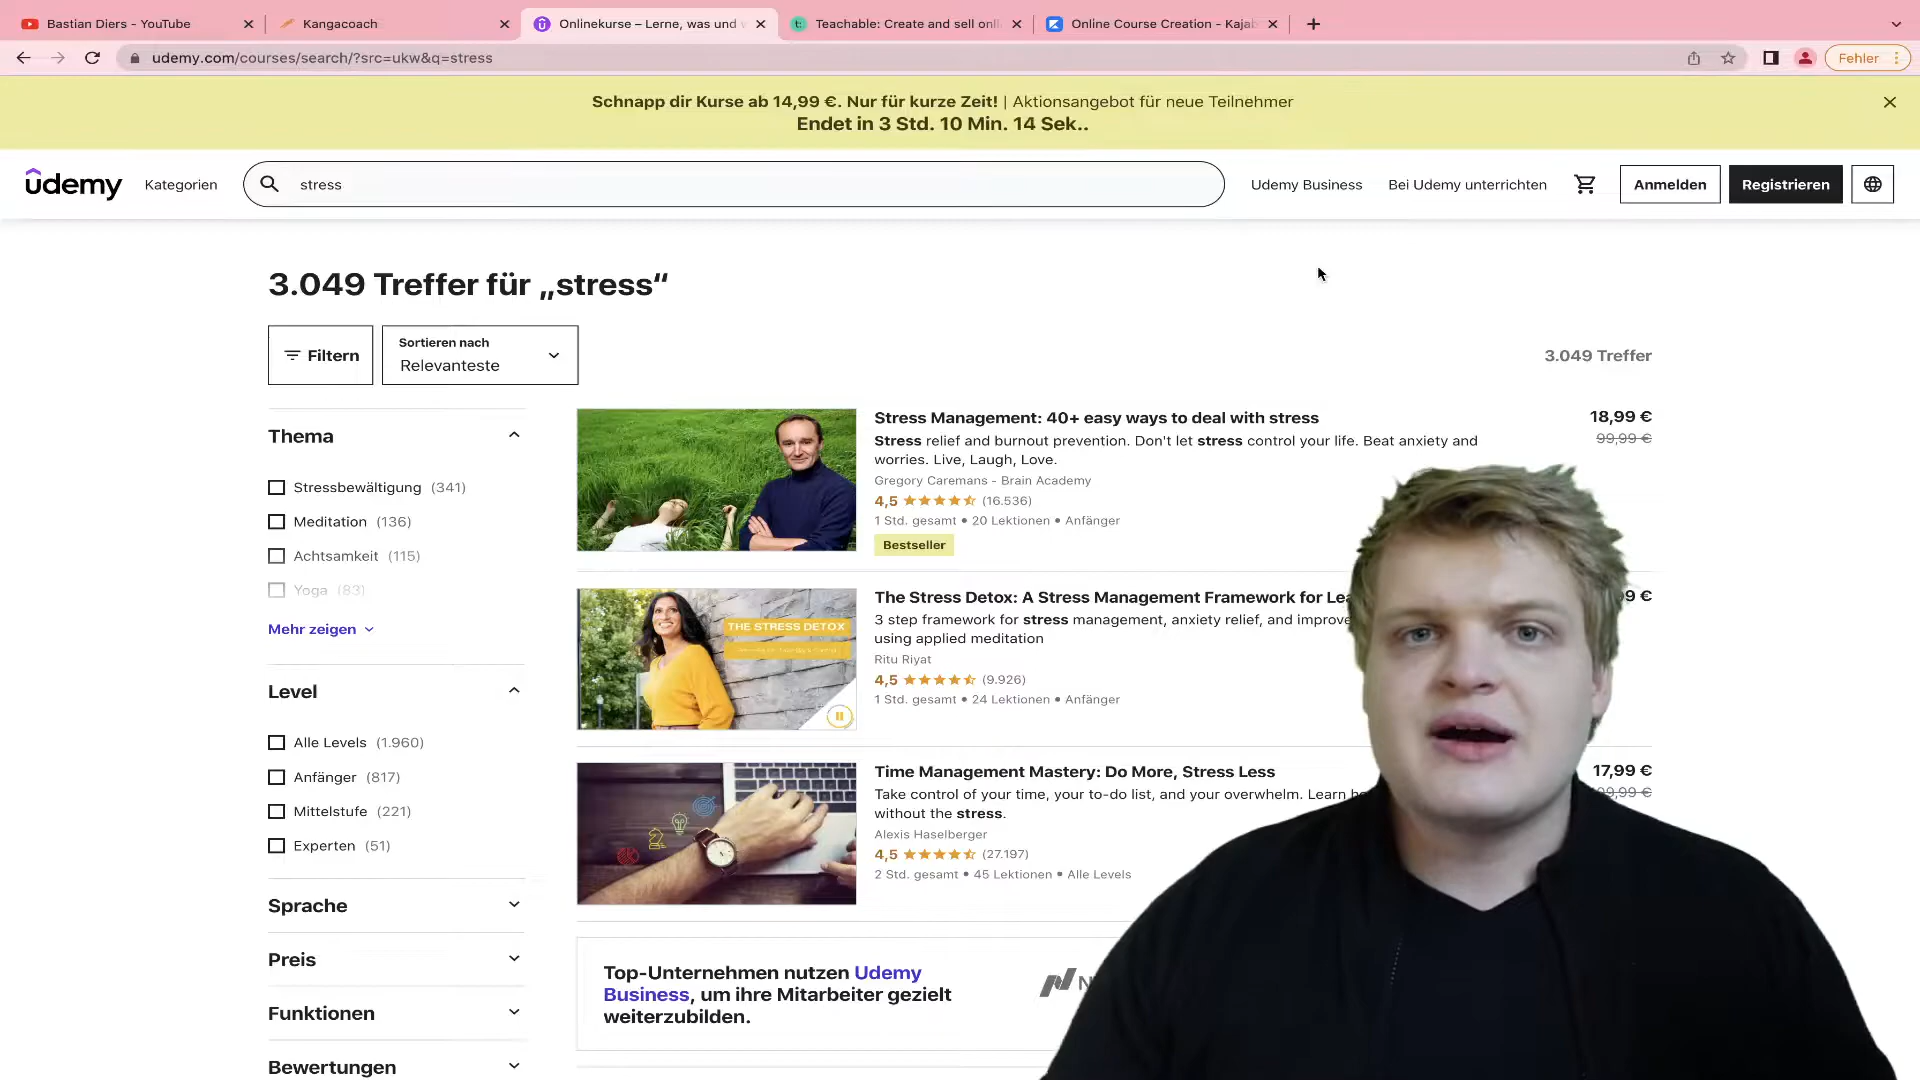 Bastian Diers - YouTube
Kangacoach
Onlinekurse – Lerne, was und w
Teachable: Create and sell onli
Online Course Creation - Kajab
udemy.com/courses/search/?src=ukw&q=stress
Fehler
Schnapp dir Kurse ab 14,99 €. Nur für kurze Zeit! | Aktionsangebot für neue Teilnehmer
Endet in 3 Std. 10 Min. 14 Sek..
ûdemy
Kategorien
stress
Udemy Business
Bei Udemy unterrichten
Anmelden
Registrieren
3.049 Treffer für „stress“
Filtern
Sortieren nach
Relevanteste
3.049 Treffer
Thema
Stressbewältigung (341)
Meditation (136)
Achtsamkeit (115)
Yoga (83)
Mehr zeigen
Level
Alle Levels (1.960)
Anfänger (817)
Mittelstufe (221)
Experten (51)
Sprache
Preis
Funktionen
Bewertungen
Stress Management: 40+ easy ways to deal with stress
18,99 €
Stress relief and burnout prevention. Don't let stress control your life. Beat anxiety and
99,99 €
worries. Live, Laugh, Love.
Gregory Caremans - Brain Academy
4,5 (16.536)
1 Std. gesamt • 20 Lektionen • Anfänger
Bestseller
THE STRESS DETOX
The Stress Detox: A Stress Management Framework for Lea
99 €
3 step framework for stress management, anxiety relief, and improve
using applied meditation
Ritu Riyat
4,5 (9.926)
1 Std. gesamt • 24 Lektionen • Anfänger
Time Management Mastery: Do More, Stress Less
17,99 €
Take control of your time, your to-do list, and your overwhelm. Learn ho
99,99 €
without the stress.
Alexis Haselberger
4,5 (27.197)
2 Std. gesamt • 45 Lektionen • Alle Levels
Top-Unternehmen nutzen Udemy
Business, um ihre Mitarbeiter gezielt
weiterzubilden.
N